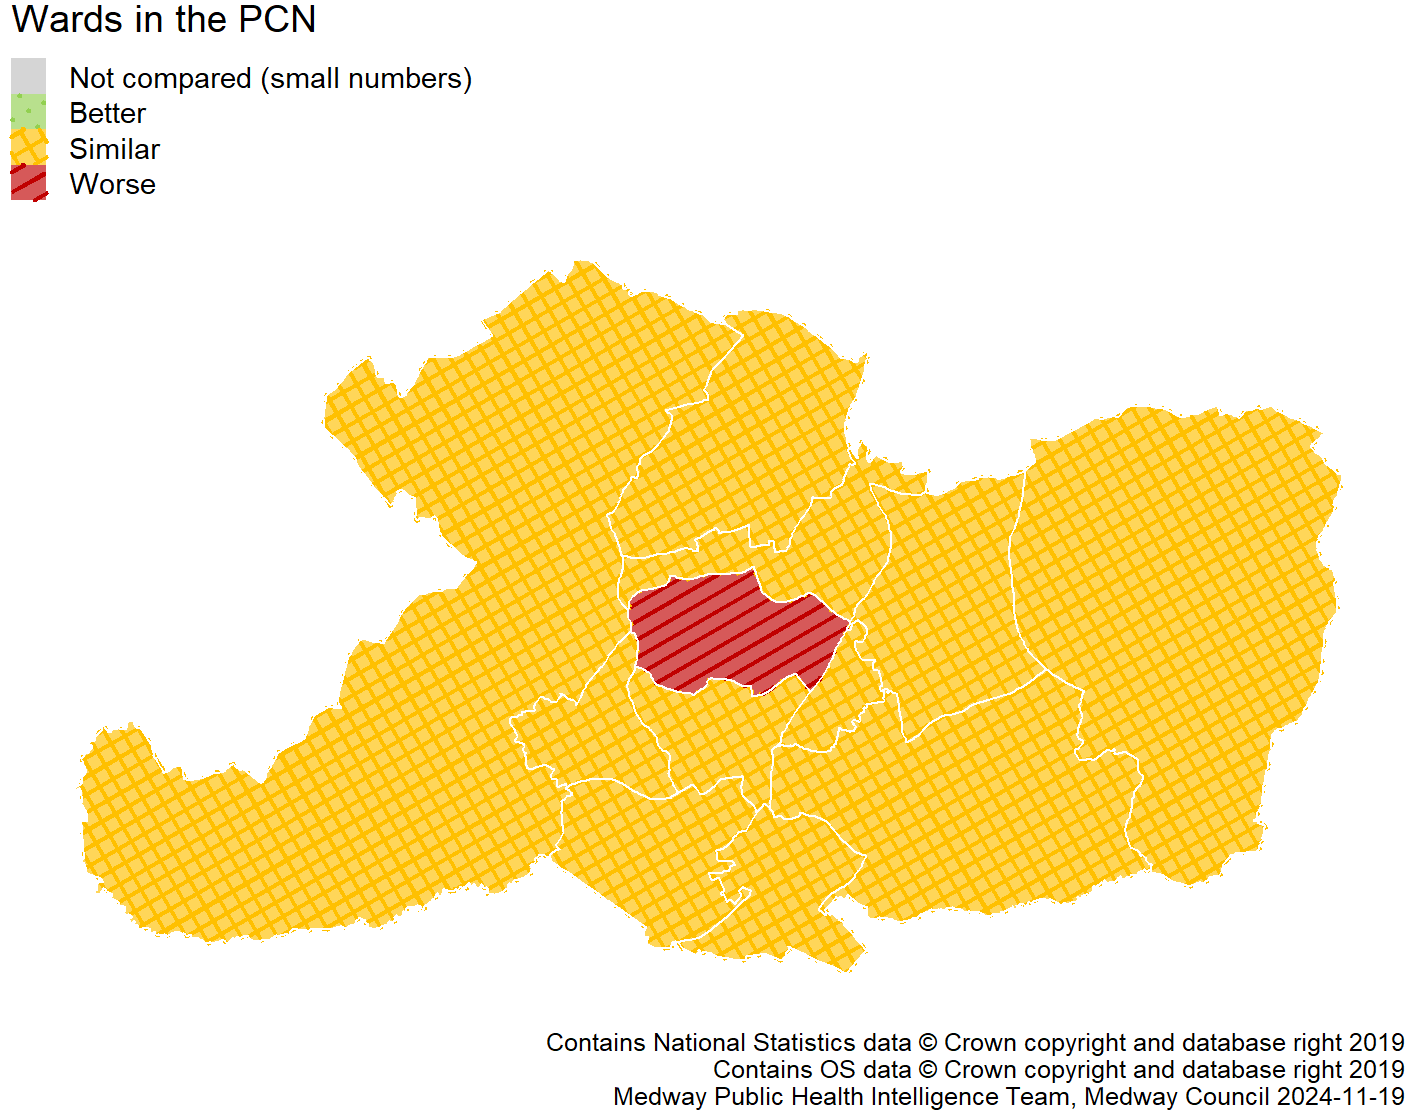 Wards in the PCN
Not compared (small numbers)
Better
Similar
Worse
Contains National Statistics data © Crown copyright and database right 2019
Contains OS data © Crown copyright and database right 2019
Medway Public Health Intelligence Team, Medway Council 2024-11-19